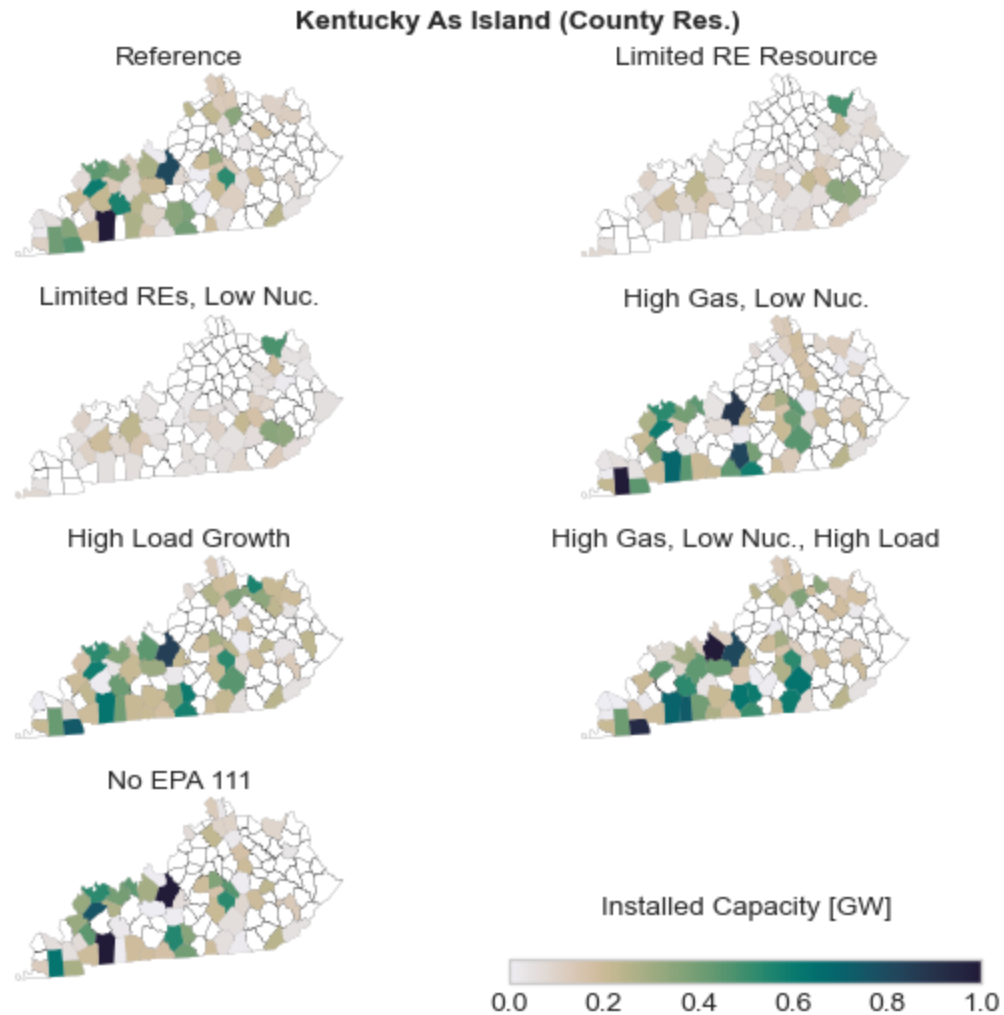 Kentucky As Island (County Res.)
Reference
Limited RE Resource
Limited REs, Low Nuc.
High Gas, Low Nuc.
High Load Growth
High Gas, Low Nuc., High Load
No EPA 111
Installed Capacity [GW]
0.0 0.2 0.4 0.6 0.8 1.0